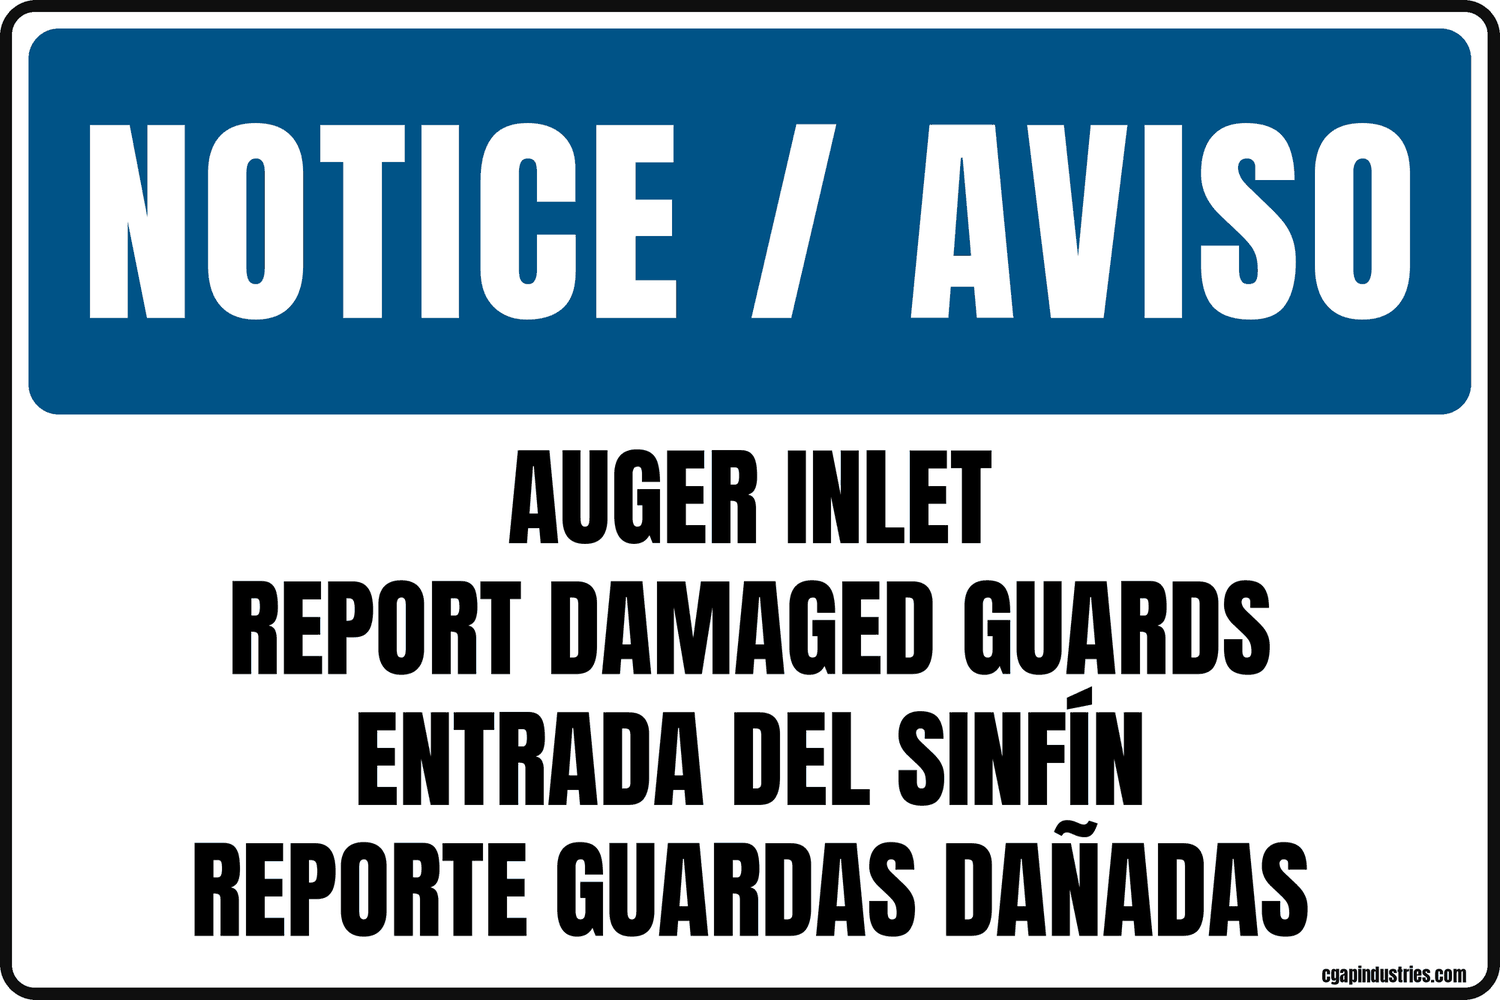 NOTICE / AVISO
AUGER INLET
REPORT DAMAGED GUARDS
ENTRADA DEL SINFÍN
REPORTE GUARDAS DAÑADAS
cgapindustries.com